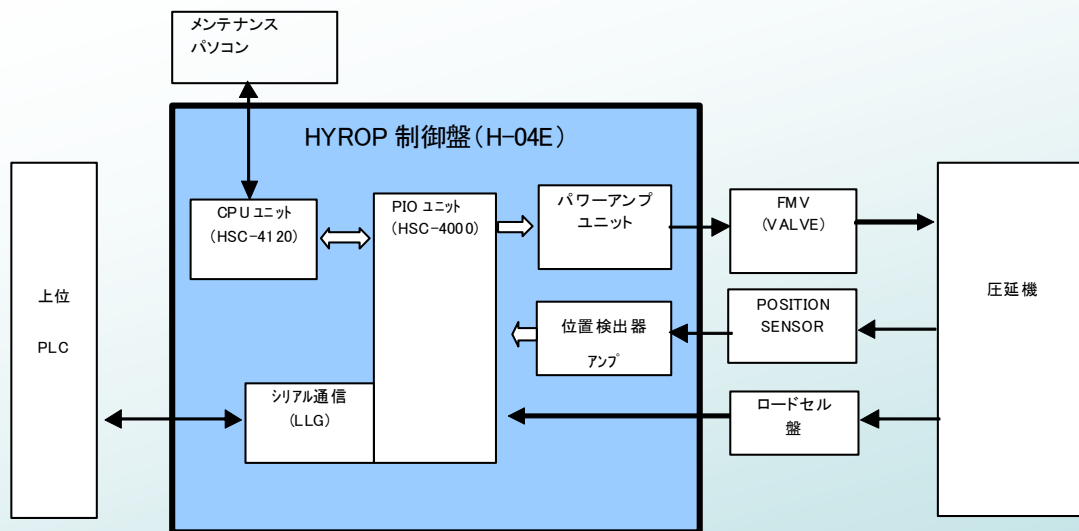 メンテナンス
パソコン
HYROP 制御盤(H-04E)
CPU ユニット
(HSC-4120)
PIO ユニット
(HSC-4000)
パワーアンプ
ユニット
FMV
(VALVE)
上位
PLC
圧延機
位置検出器
アンプ
POSITION
SENSOR
シリアル通信
(LLG)
ロードセル
盤